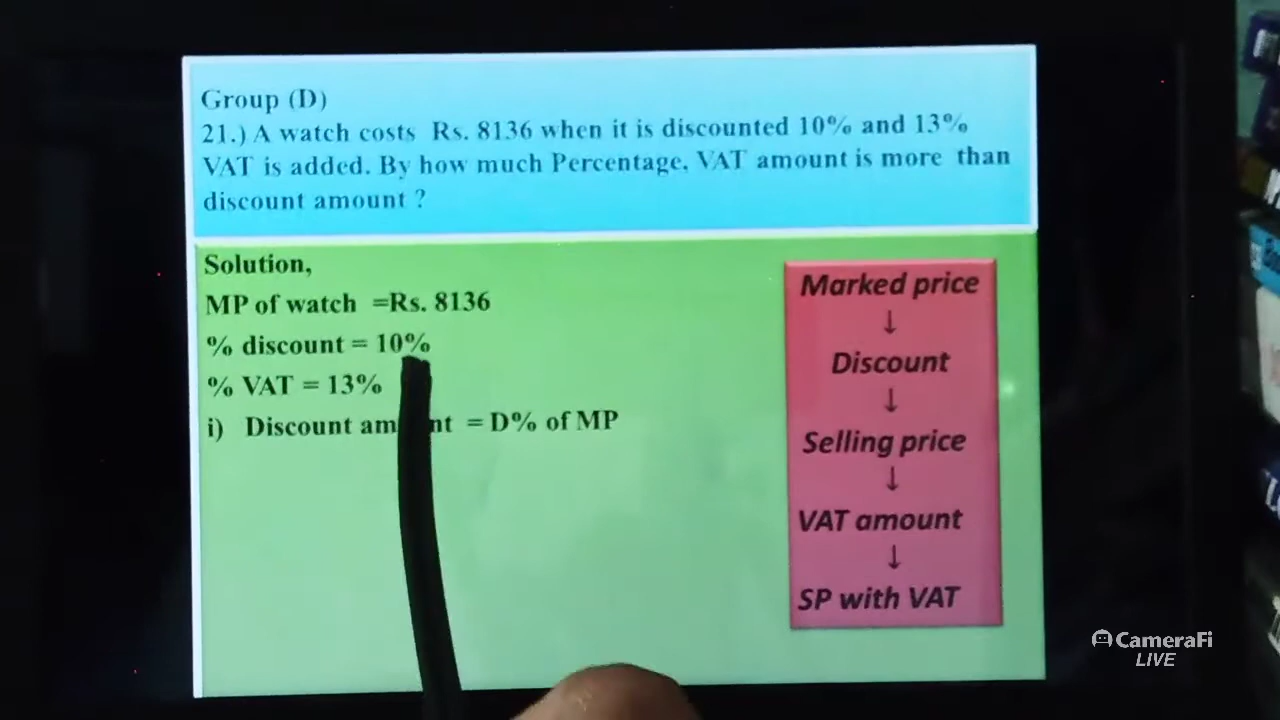 Group (D)
21.) A watch costs Rs. 8136 when it is discounted 10% and 13%
VAT is added. By how much Percentage, VAT amount is more than
discount amount ?
Solution,
MP of watch =Rs. 8136
% discount = 10%
% VAT = 13%
i) Discount am nt = D% of MP
Marked price
↓
Discount
↓
Selling price
↓
VAT amount
↓
SP with VAT
CameraFi
LIVE